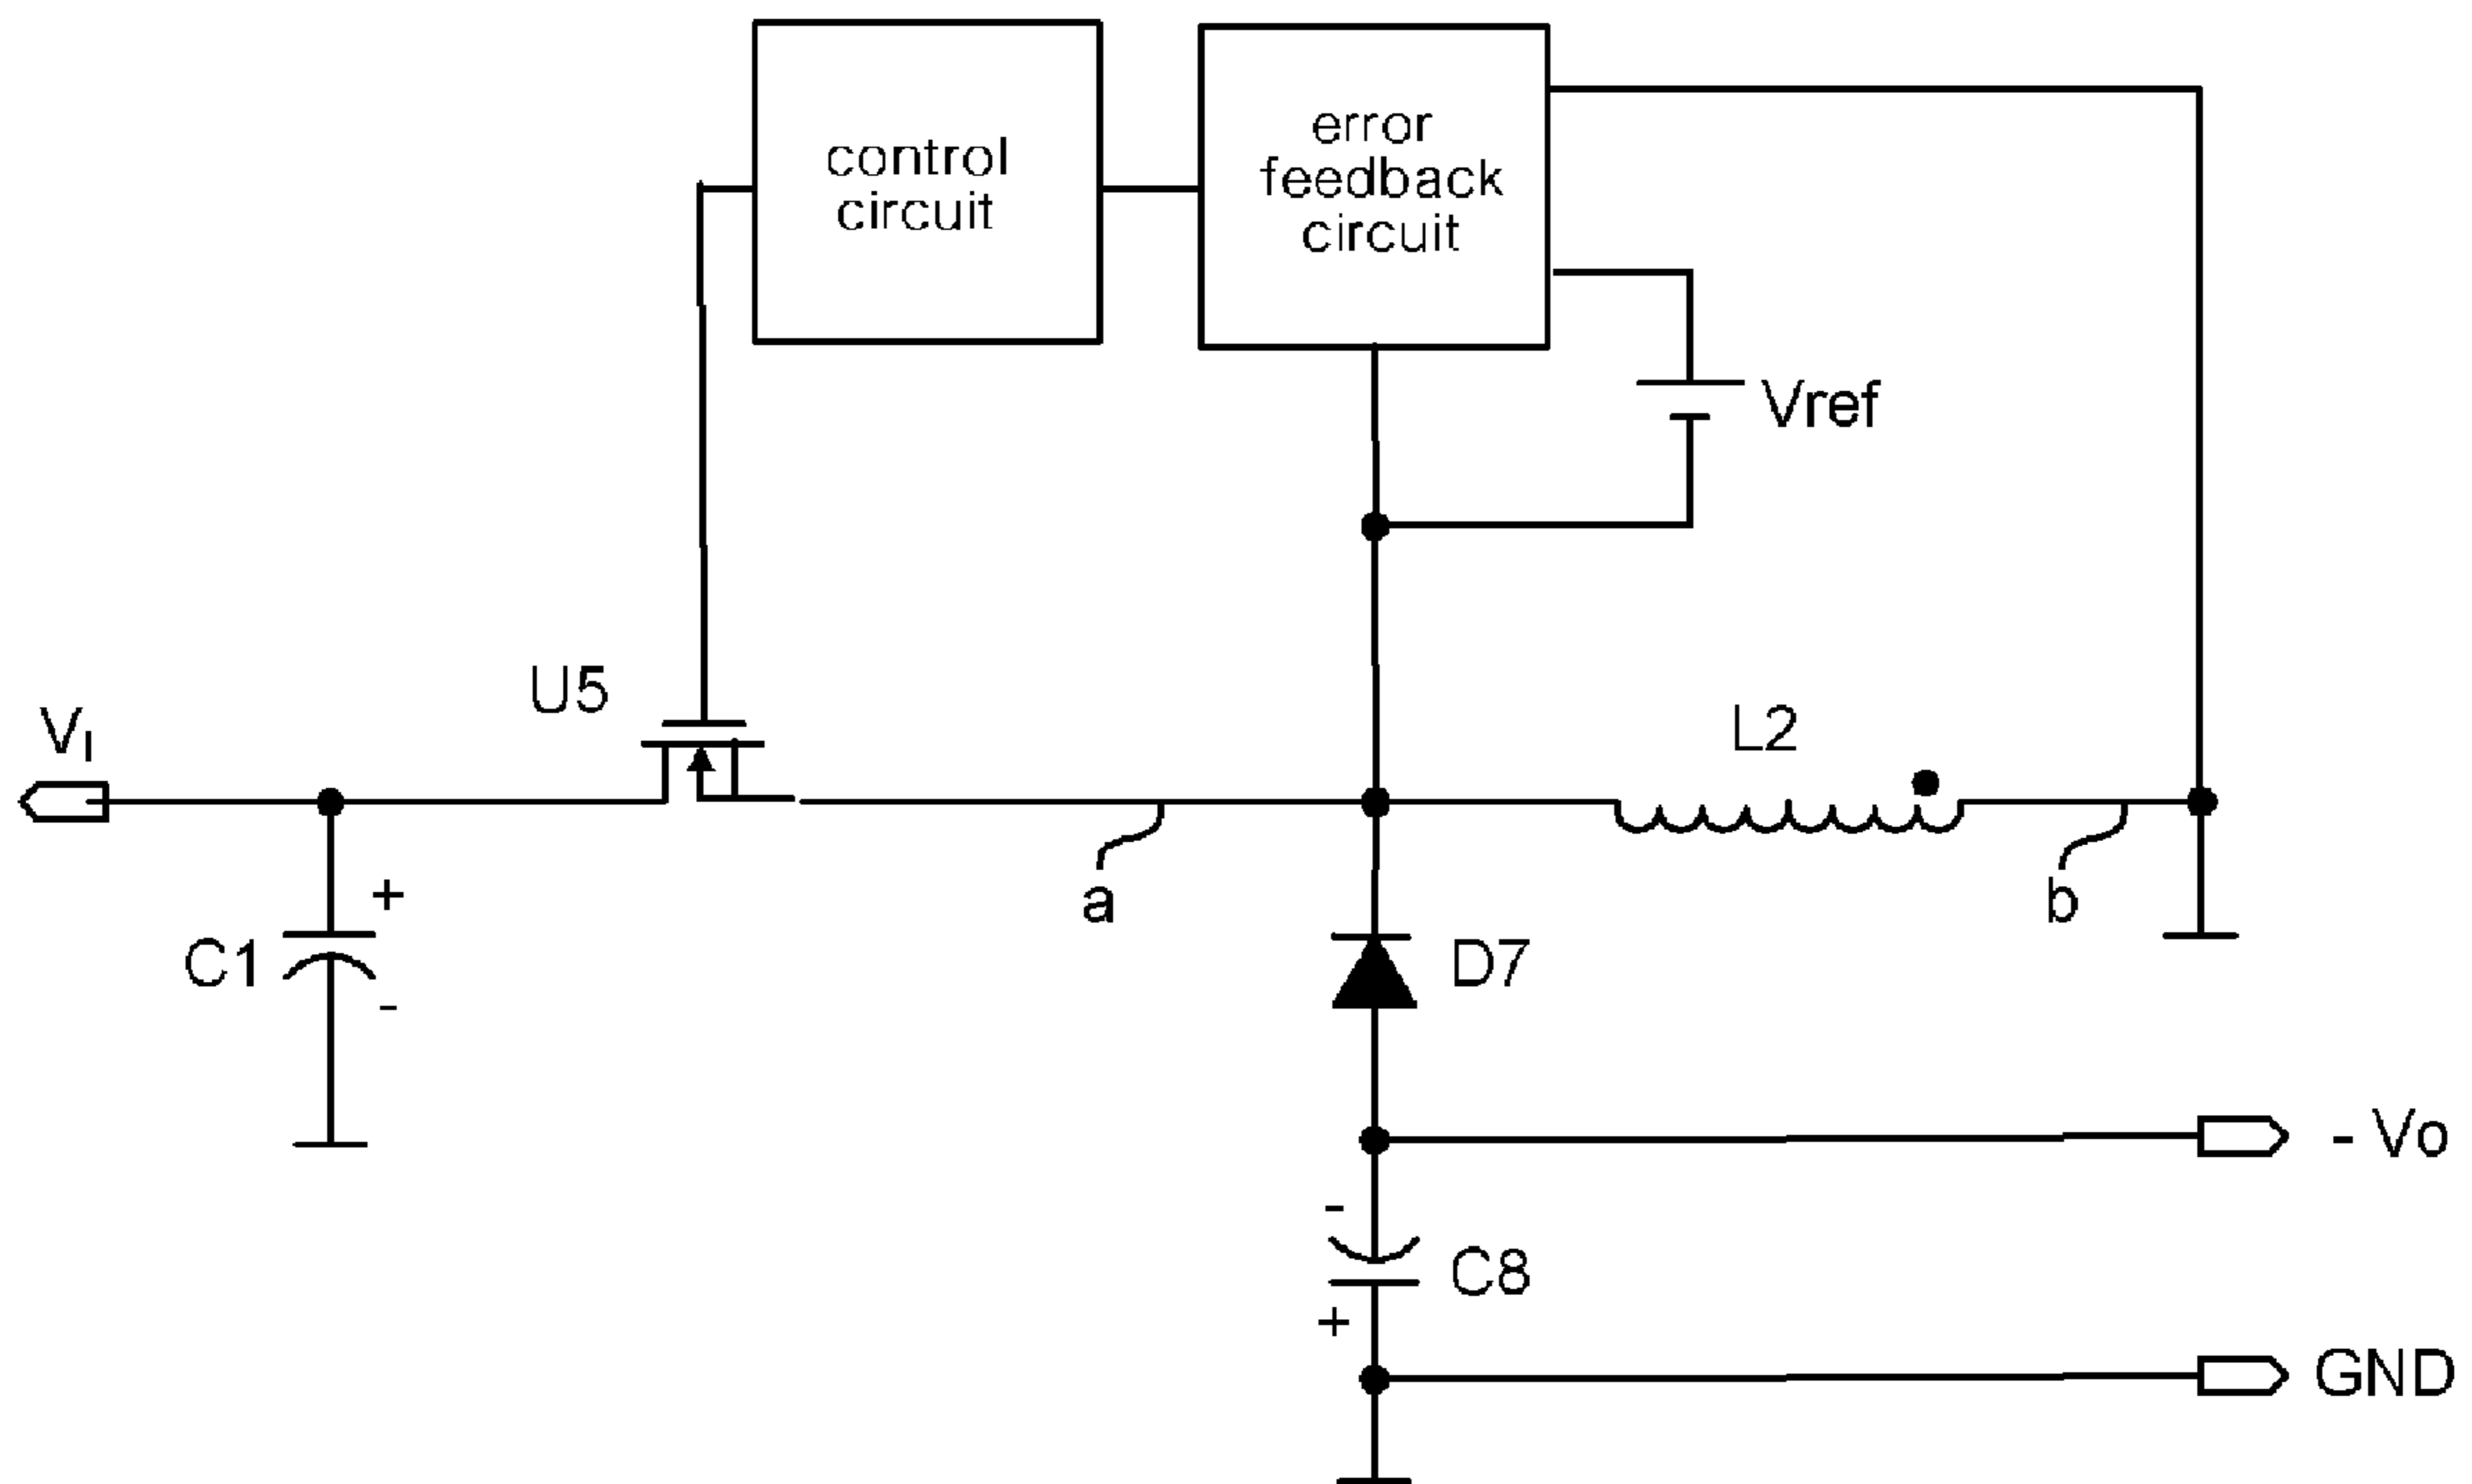 control
circuit
error
feedback
circuit
Vref
U5
VI
L2
a
b
+
C1
-
D7
- Vo
-
C8
+
GND